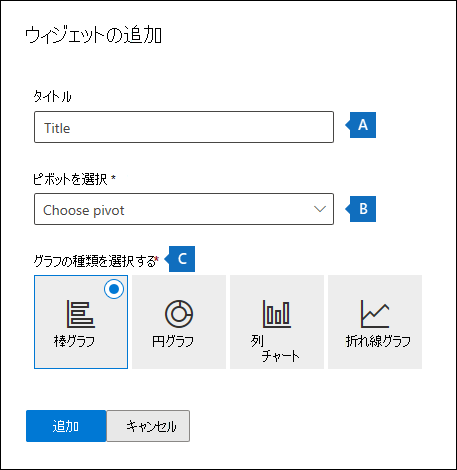 ウィジェットの追加
タイトル
Title
A
ピボットを選択 *
Choose pivot
B
グラフの種類を選択する*
C
棒グラフ
円グラフ
列
チャート
折れ線グラフ
追加
キャンセル